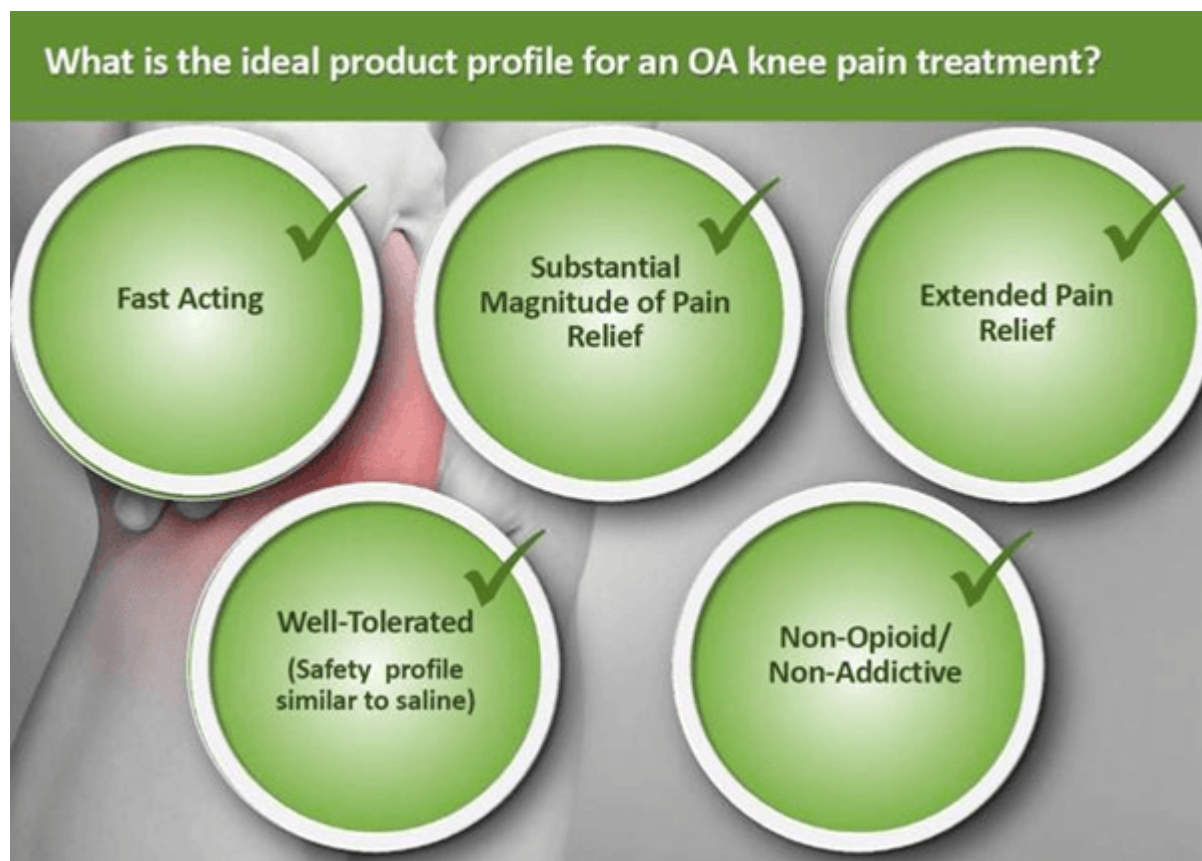 What is the ideal product profile for an OA knee pain treatment?
Fast Acting
Substantial
Magnitude of Pain
Relief
Extended Pain
Relief
Well-Tolerated
(Safety profile
similar to saline)
Non-Opioid/
Non-Addictive